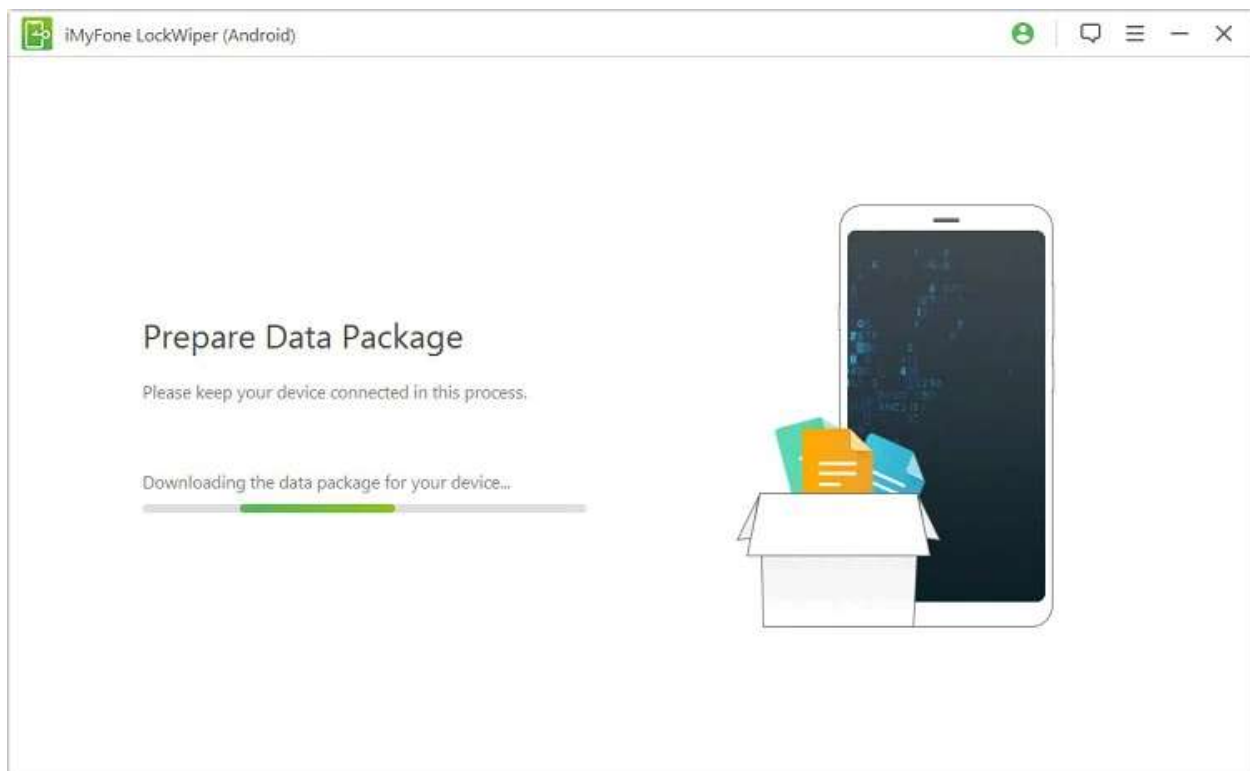 iMyFone LockWiper (Android)
Prepare Data Package
Please keep your device connected in this process.
Downloading the data package for your device...